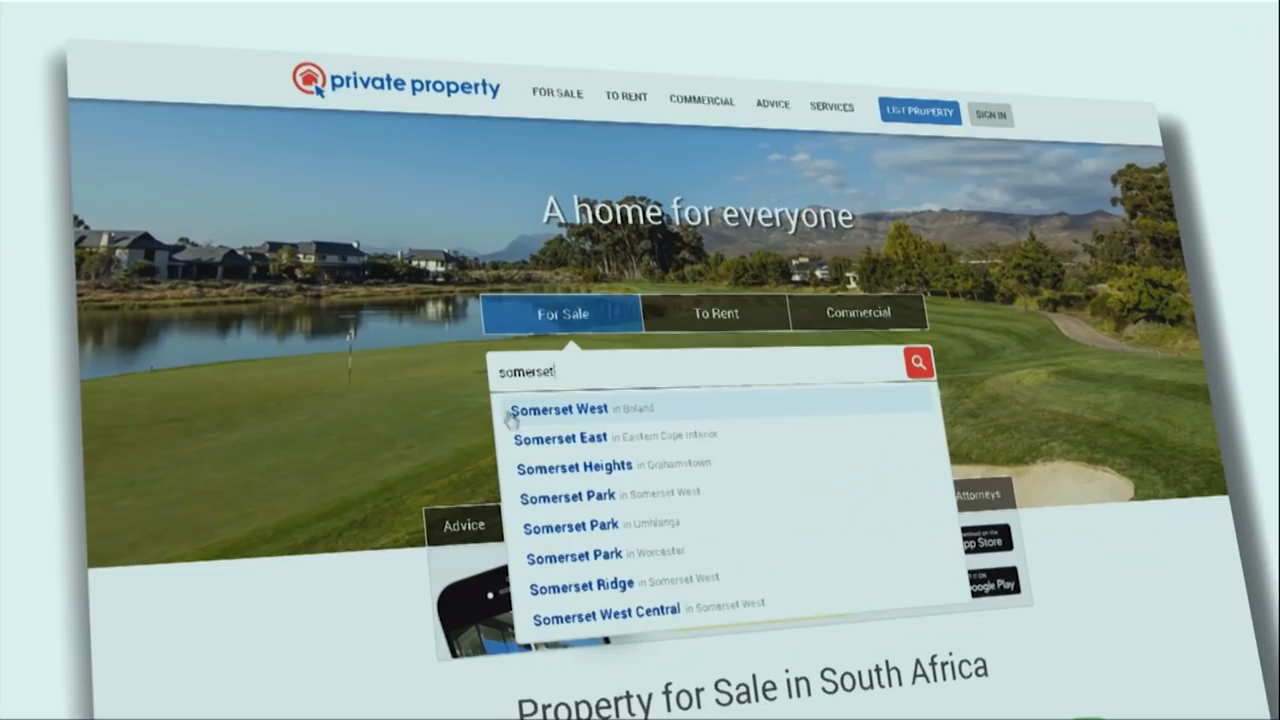 private property
FOR SALE TO RENT COMMERCIAL ADVICE SERVICES LIST PROPERTY SIGN IN
A home for everyone
For Sale To Rent Commercial
somerset
Somerset West in Boland
Somerset East in Eastern Cape Interior
Somerset Heights in Grahamstown
Somerset Park in Somerset West
Somerset Park in Umhlanga
Somerset Park in Worcester
Somerset Ridge in Somerset West
Somerset West Central in Somerset West
Advice
Attorneys
App Store
Google Play
Property for Sale in South Africa